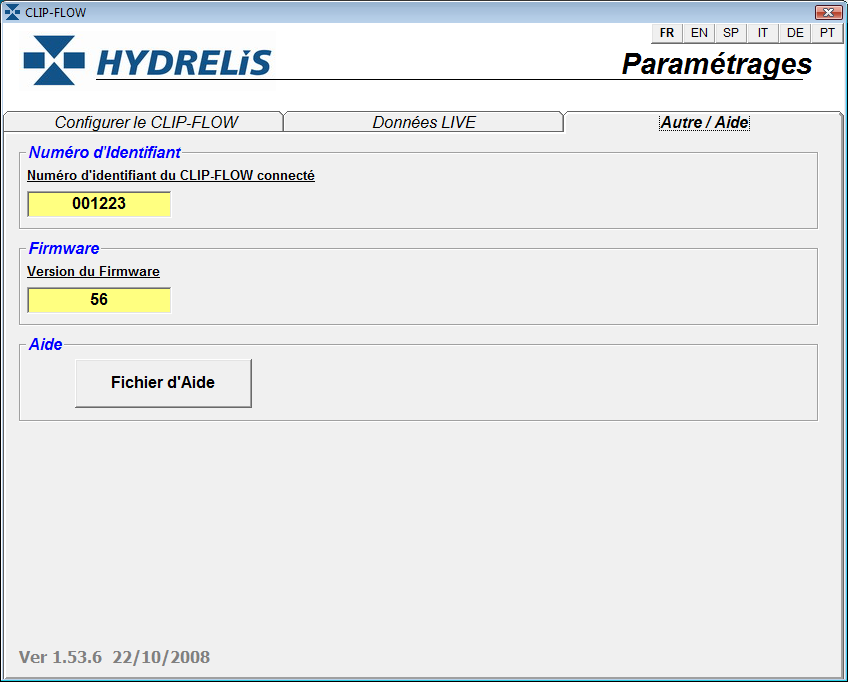 CLIP-FLOW
FR EN SP IT DE PT
HYDRELiS
Paramétrages
Configurer le CLIP-FLOW Données LIVE Autre / Aide
Numéro d'Identifiant
Numéro d'identifiant du CLIP-FLOW connecté
001223
Firmware
Version du Firmware
56
Aide
Fichier d'Aide
Ver 1.53.6 22/10/2008